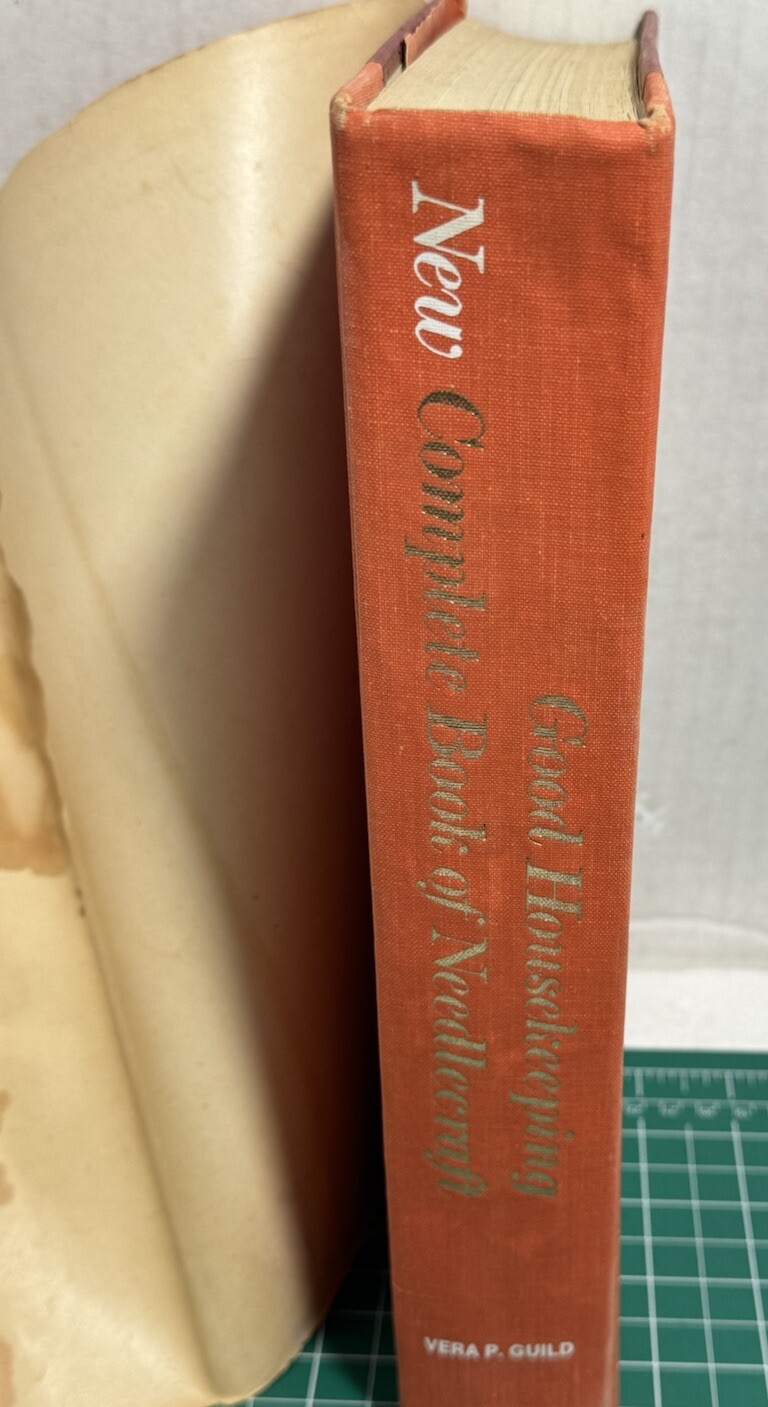 Good Housekeeping
New Complete Book of Needlecraft
VERA P. GUILD